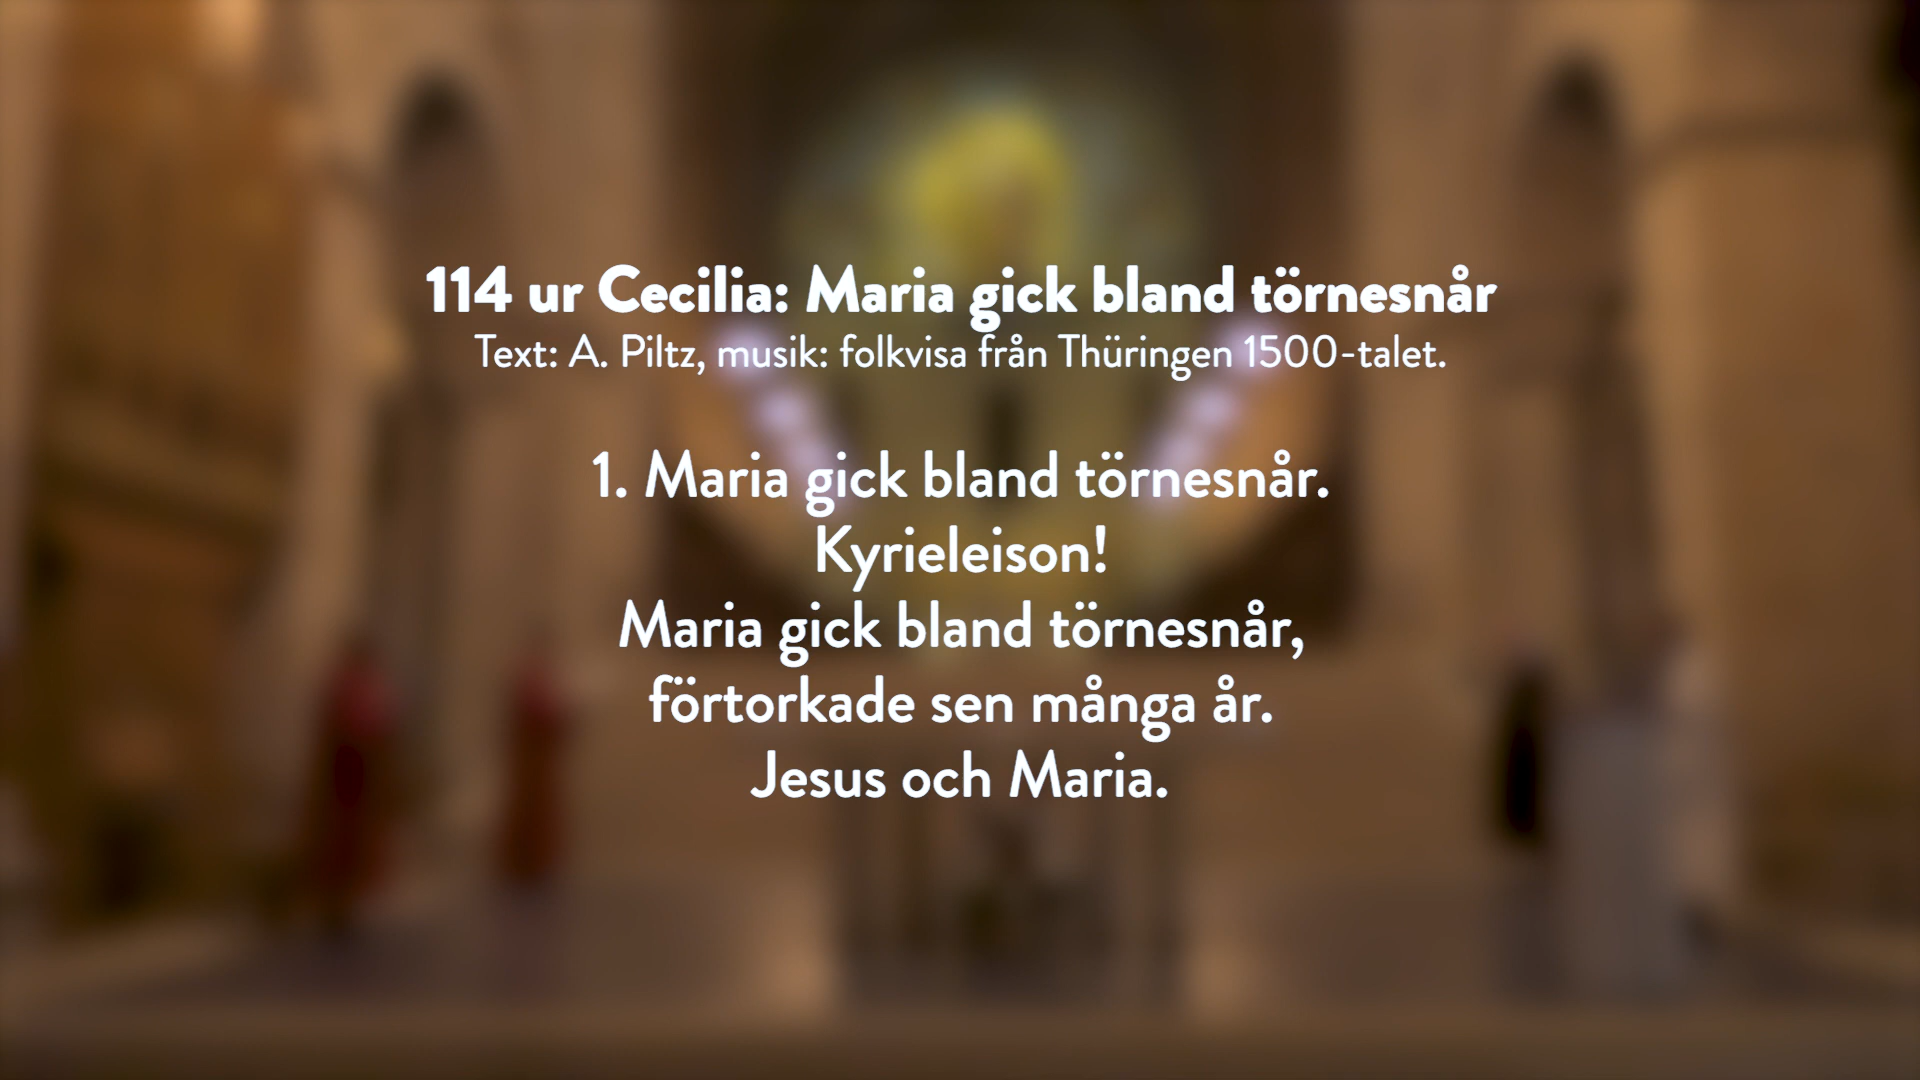 114 ur Cecilia: Maria gick bland törnesnår
Text: A. Piltz, musik: folkvisa från Thüringen 1500-talet.
1. Maria gick bland törnesnår.
Kyrieleison!
Maria gick bland törnesnår,
förtorkade sen många år.
Jesus och Maria.